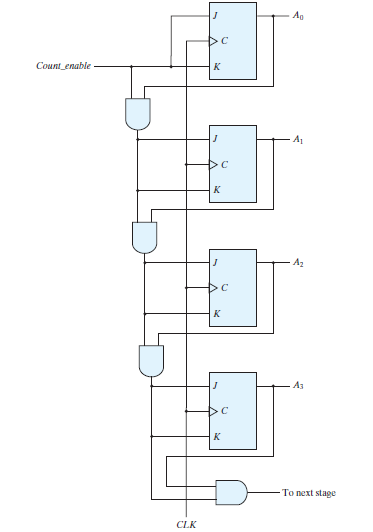 J A0
C
Count_enable K
J A1
C
K
J A2
C
K
J A3
C
K
To next stage
CLK